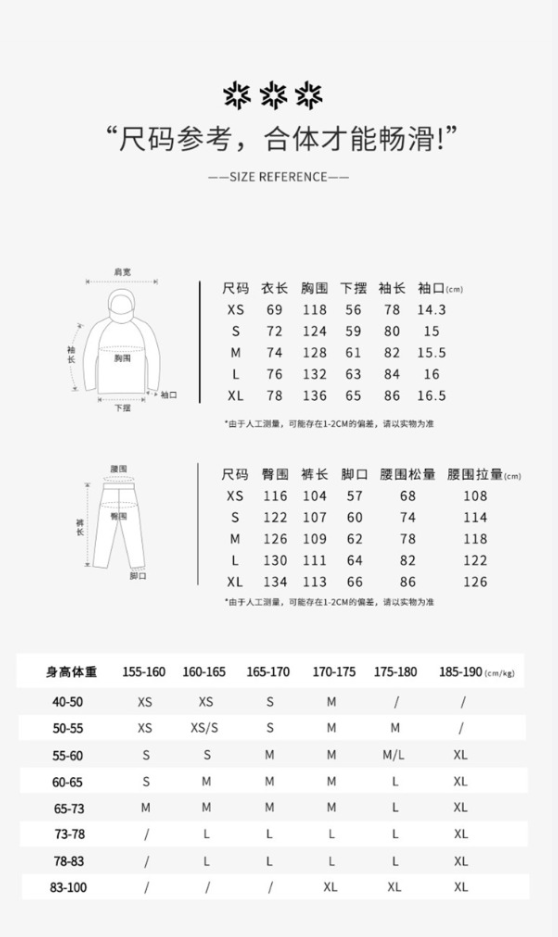 “尺码参考，合体才能畅滑!”
——SIZE REFERENCE——
肩宽
袖长
胸围
袖口
下摆
尺码 衣长 胸围 下摆 袖长 袖口(cm)
XS 69 118 56 78 14.3
S 72 124 59 80 15
M 74 128 61 82 15.5
L 76 132 63 84 16
XL 78 136 65 86 16.5
*由于人工测量，可能存在1-2CM的偏差，请以实物为准
腰围
臀围
裤长
脚口
尺码 臀围 裤长 脚口 腰围松量 腰围拉量(cm)
XS 116 104 57 68 108
S 122 107 60 74 114
M 126 109 62 78 118
L 130 111 64 82 122
XL 134 113 66 86 126
*由于人工测量，可能存在1-2CM的偏差，请以实物为准
身高体重 155-160 160-165 165-170 170-175 175-180 185-190(cm/kg)
40-50 XS XS S M / /
50-55 XS XS/S S M M /
55-60 S S M M M/L XL
60-65 S M M M L XL
65-73 M M M M L XL
73-78 / L L L L XL
78-83 / L L L L XL
83-100 / / / XL XL XL